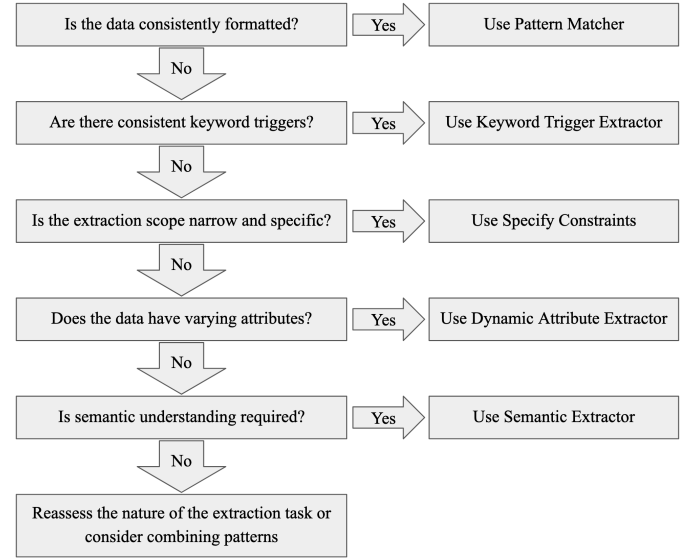 Is the data consistently formatted?
Yes
Use Pattern Matcher
No
Are there consistent keyword triggers?
Yes
Use Keyword Trigger Extractor
No
Is the extraction scope narrow and specific?
Yes
Use Specify Constraints
No
Does the data have varying attributes?
Yes
Use Dynamic Attribute Extractor
No
Is semantic understanding required?
Yes
Use Semantic Extractor
No
Reassess the nature of the extraction task or
consider combining patterns